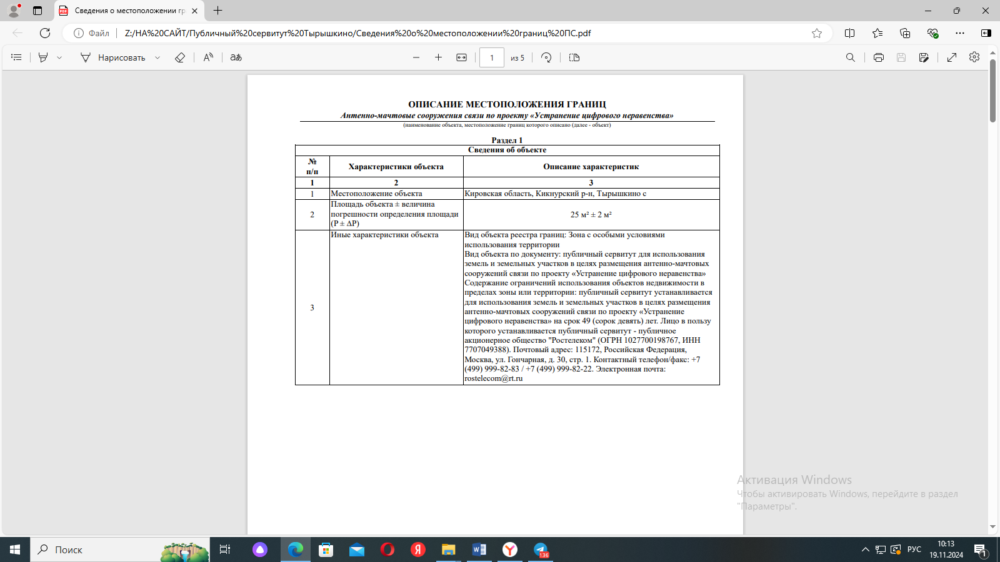 Сведения о местоположении гр
Файл
Z:/НА%20САЙТ/Публичный%20сервитут%20Тырышкино/Сведения%20о%20местоположении%20границ%20ПС.pdf
Нарисовать
1
из 5
ОПИСАНИЕ МЕСТОПОЛОЖЕНИЯ ГРАНИЦ
Антенно-мачтовые сооружения связи по проекту «Устранение цифрового неравенства»
(наименование объекта, местоположение границ которого описано (далее - объект)
Раздел 1
Сведения об объекте
№ п/п
Характеристики объекта
Описание характеристик
1
2
3
1
Местоположение объекта
Кировская область, Кикнурский р-н, Тырышкино с
2
Площадь объекта ± величина
погрешности определения площади
(Р ± ΔР)
25 м² ± 2 м²
3
Иные характеристики объекта
Вид объекта реестра границ: Зона с особыми условиями
использования территории
Вид объекта по документу: публичный сервитут для использования
земель и земельных участков в целях размещения антенно-мачтовых
сооружений связи по проекту «Устранение цифрового неравенства»
Содержание ограничений использования объектов недвижимости в
пределах зоны или территории: публичный сервитут устанавливается
для использования земель и земельных участков в целях размещения
антенно-мачтовых сооружений связи по проекту «Устранение
цифрового неравенства» на срок 49 (сорок девять) лет. Лицо в пользу
которого устанавливается публичный сервитут - публичное
акционерное общество "Ростелеком" (ОГРН 1027700198767, ИНН
7707049388). Почтовый адрес: 115172, Российская Федерация,
Москва, ул. Гончарная, д. 30, стр. 1. Контактный телефон/факс: +7
(499) 999-82-83 / +7 (499) 999-82-22. Электронная почта:
rostelecom@rt.ru
Активация Windows
Чтобы активировать Windows, перейдите в раздел
"Параметры".
Поиск
136
РУС
10:13
19.11.2024
1